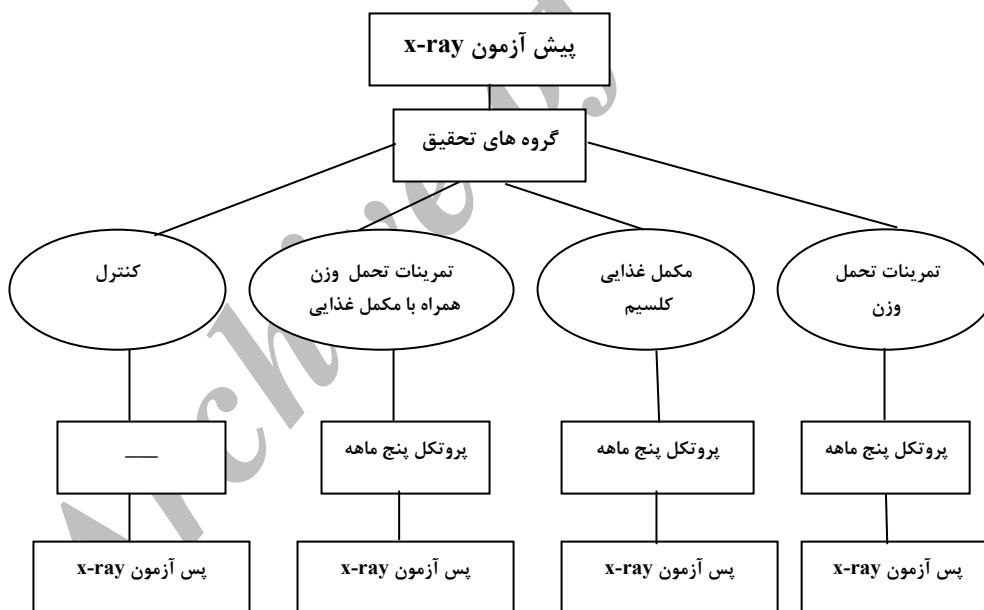 پیش آزمون x-ray
گروه های تحقیق
تمرینات تحمل
وزن
مکمل غذایی
کلسیم
تمرینات تحمل وزن
همراه با مکمل غذایی
کنترل
پروتکل پنج ماهه
پروتکل پنج ماهه
پروتکل پنج ماهه
___
پس آزمون x-ray
پس آزمون x-ray
پس آزمون x-ray
پس آزمون x-ray